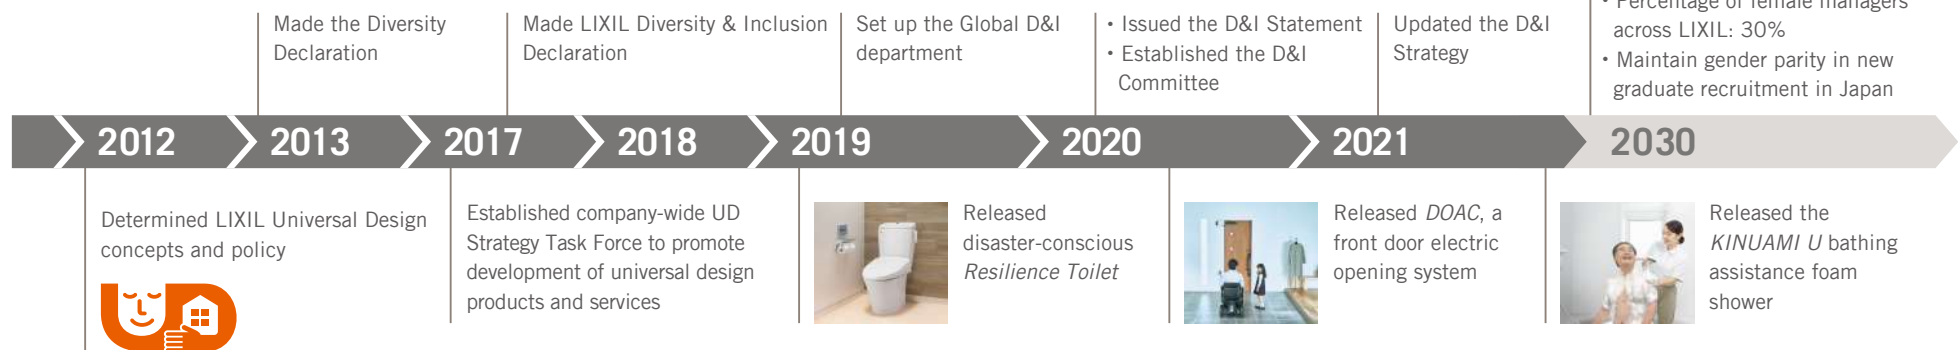 Made the Diversity
Declaration
Made LIXIL Diversity & Inclusion
Declaration
Set up the Global D&I
department
• Issued the D&I Statement
• Established the D&I
Committee
Updated the D&I
Strategy
• Percentage of female managers
across LIXIL: 30%
• Maintain gender parity in new
graduate recruitment in Japan
2012
2013
2017
2018
2019
2020
2021
2030
Determined LIXIL Universal Design
concepts and policy
Established company-wide UD
Strategy Task Force to promote
development of universal design
products and services
Released
disaster-conscious
Resilience Toilet
Released DOAC, a
front door electric
opening system
Released the
KINUAMI U bathing
assistance foam
shower